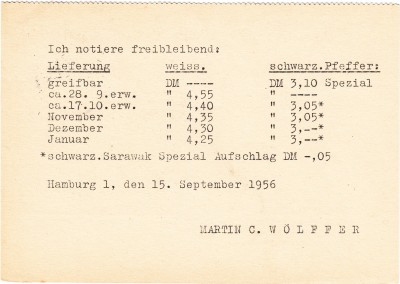 Ich notiere freibleibend:
Lieferung weiss. schwarz.Pfeffer:
greifbar DM ---- DM 3,10 Spezial
ca.28. 9.erw. " 4,55 " ----
ca.17.10.erw. " 4,40 " 3,05*
November " 4,35 " 3,05*
Dezember " 4,30 " 3,--*
Januar " 4,25 " 3,--*
*schwarz.Sarawak Spezial Aufschlag DM -,05
Hamburg 1, den 15. September 1956
MARTIN C. W Ö L F F E R